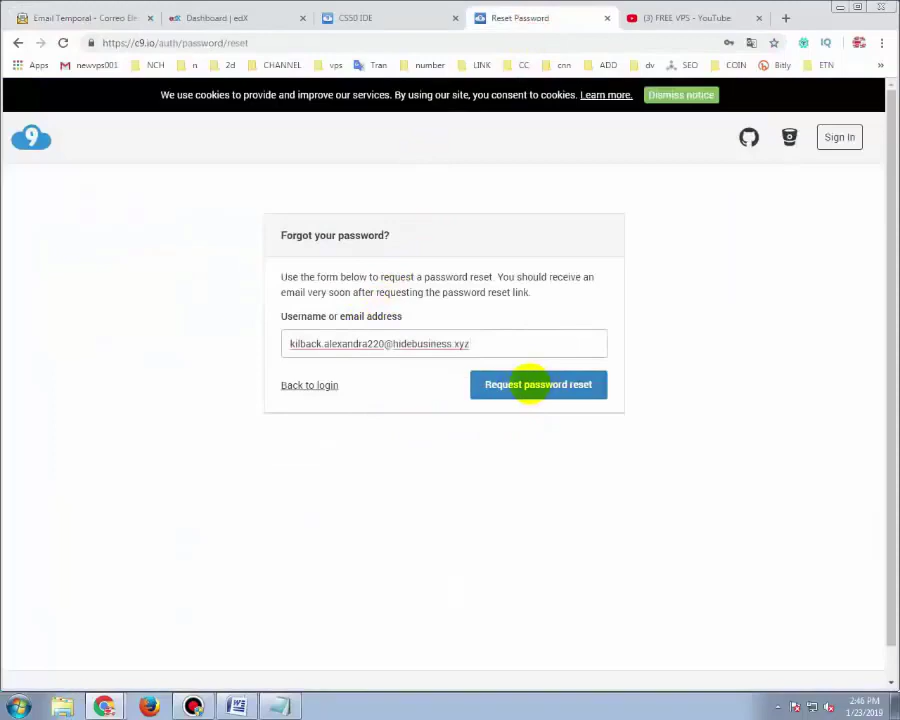 Email Temporal - Correo Ele
Dashboard | edX
CS50 IDE
Reset Password
(3) FREE VPS - YouTube
https://c9.io/auth/password/reset
Apps
newvps001
NCH
n
2d
CHANNEL
vps
Tran
number
LINK
CC
cnn
ADD
dv
SEO
COIN
Bitly
ETN
»
We use cookies to provide and improve our services. By using our site, you consent to cookies. Learn more.
Dismiss notice
9
Sign In
Forgot your password?
Use the form below to request a password reset. You should receive an
email very soon after requesting the password reset link.
Username or email address
kilback.alexandra220@hidebusiness.xyz
Back to login
Request password reset
2:46 PM
1/23/2019